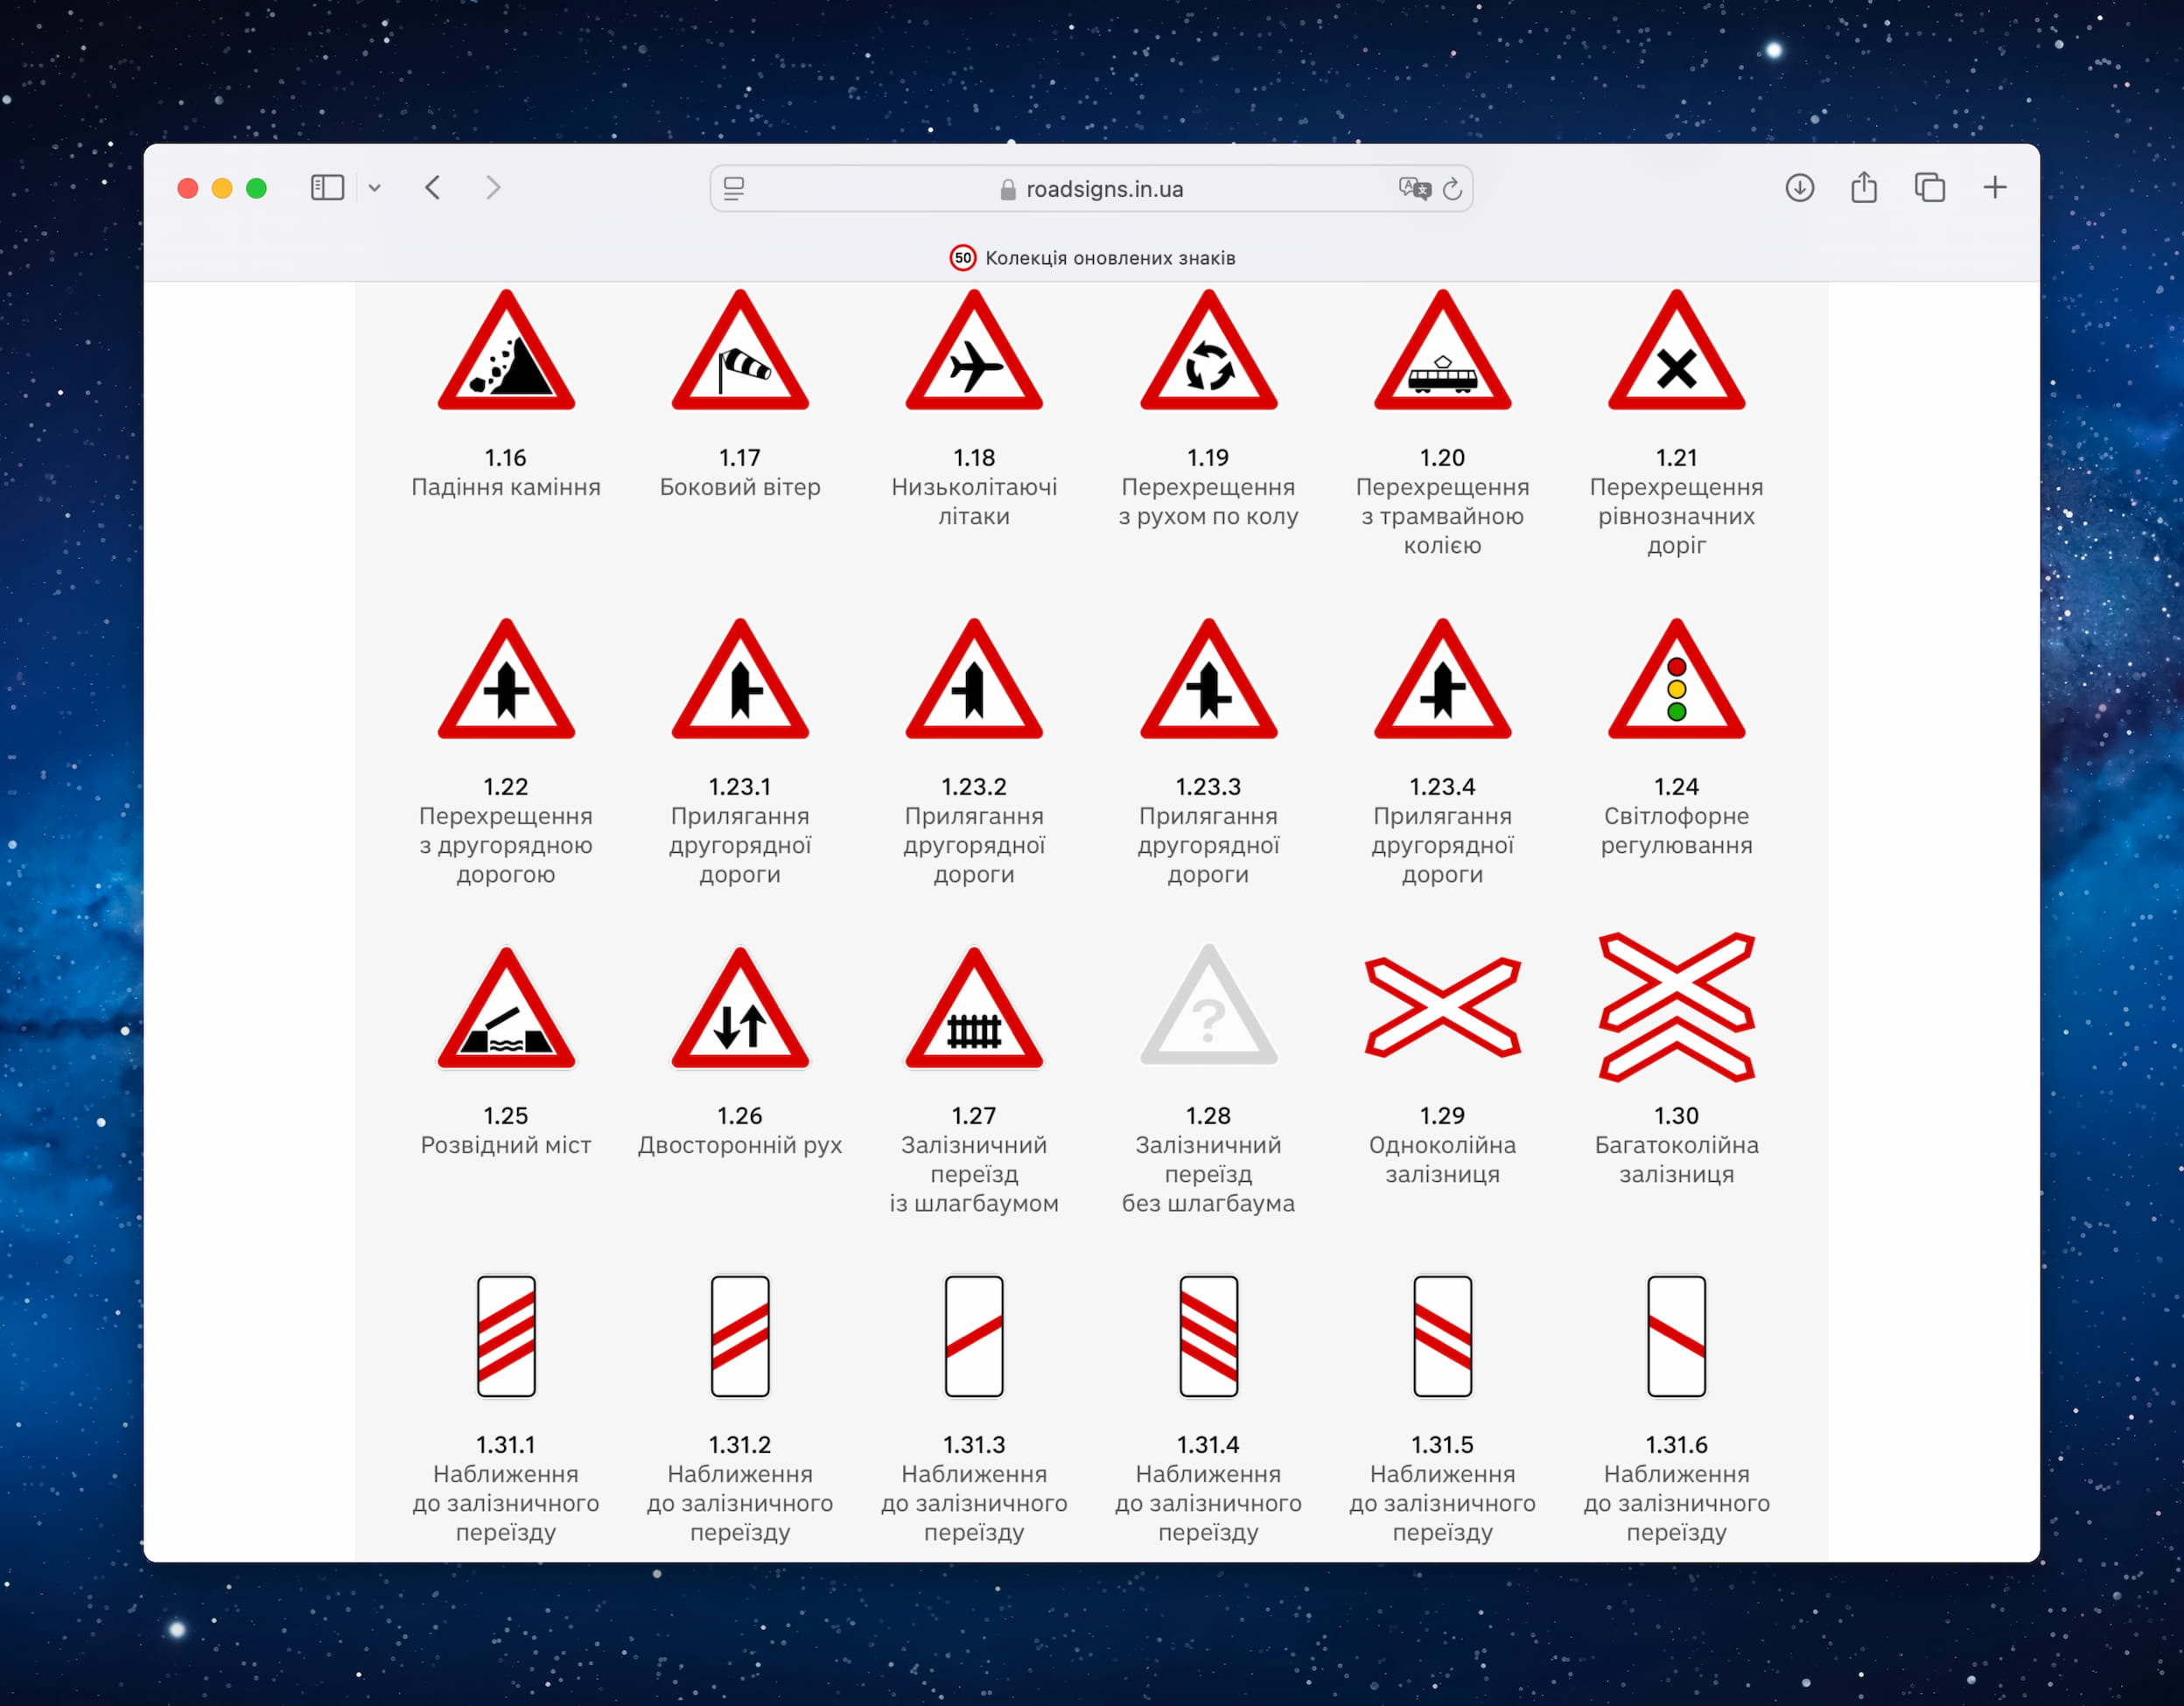 roadsigns.in.ua
50 Колекція оновлених знаків
1.16
Падіння каміння
1.17
Боковий вітер
1.18
Низьколітаючі
літаки
1.19
Перехрещення
з рухом по колу
1.20
Перехрещення
з трамвайною
колією
1.21
Перехрещення
рівнозначних
доріг
1.22
Перехрещення
з другорядною
дорогою
1.23.1
Прилягання
другорядної
дороги
1.23.2
Прилягання
другорядної
дороги
1.23.3
Прилягання
другорядної
дороги
1.23.4
Прилягання
другорядної
дороги
1.24
Світлофорне
регулювання
1.25
Розвідний міст
1.26
Двосторонній рух
1.27
Залізничний
переїзд
із шлагбаумом
?
1.28
Залізничний
переїзд
без шлагбаума
1.29
Одноколійна
залізниця
1.30
Багатоколійна
залізниця
1.31.1
Наближення
до залізничного
переїзду
1.31.2
Наближення
до залізничного
переїзду
1.31.3
Наближення
до залізничного
переїзду
1.31.4
Наближення
до залізничного
переїзду
1.31.5
Наближення
до залізничного
переїзду
1.31.6
Наближення
до залізничного
переїзду